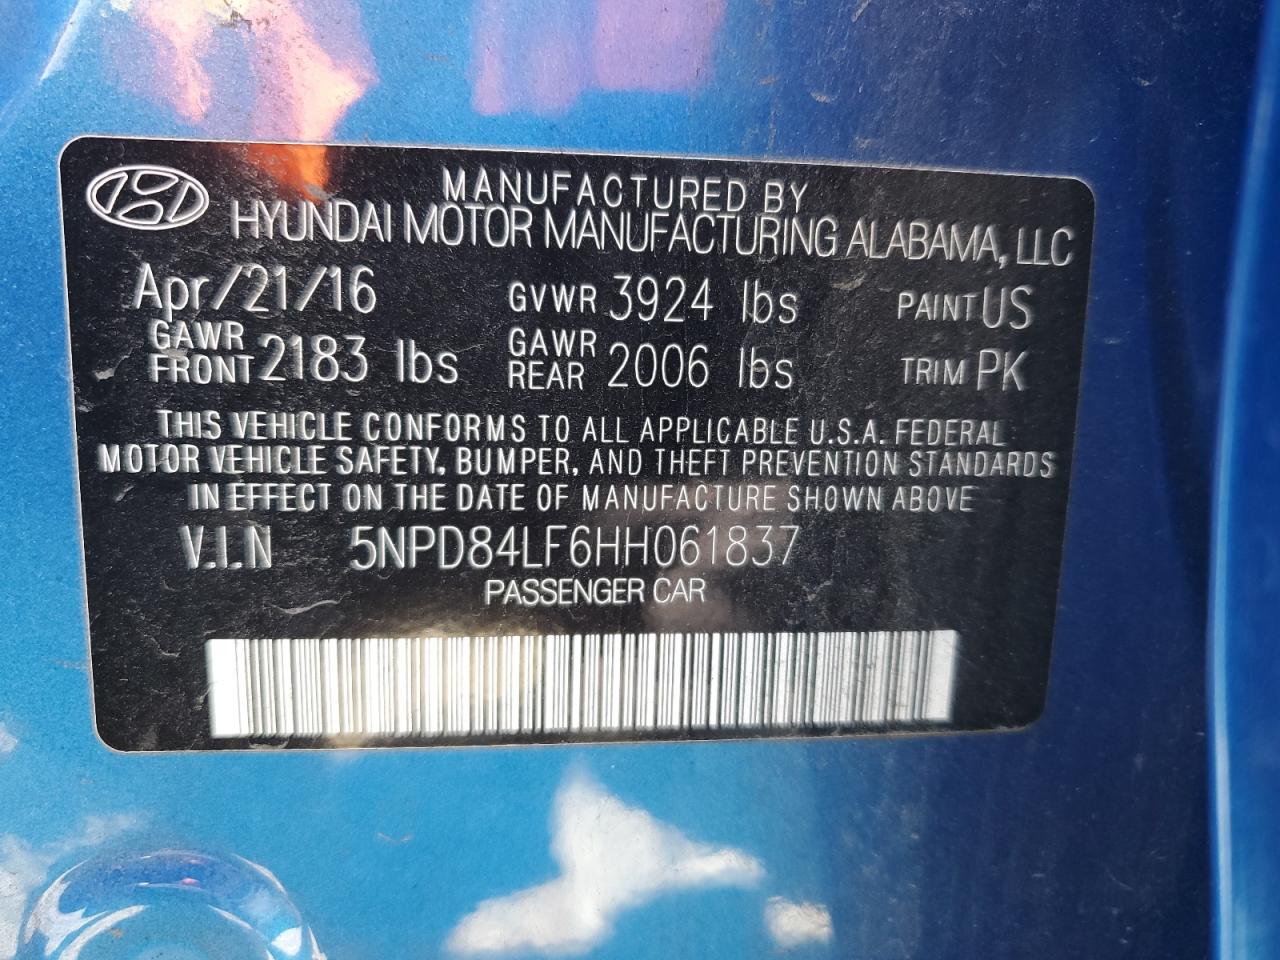 MANUFACTURED BY
HYUNDAI MOTOR MANUFACTURING ALABAMA, LLC
Apr/21/16 GVWR 3924 lbs PAINT US
GAWR FRONT 2183 lbs GAWR REAR 2006 lbs TRIM PK
THIS VEHICLE CONFORMS TO ALL APPLICABLE U.S.A. FEDERAL
MOTOR VEHICLE SAFETY, BUMPER, AND THEFT PREVENTION STANDARDS
IN EFFECT ON THE DATE OF MANUFACTURE SHOWN ABOVE
V.I.N 5NPD84LF6HH061837
PASSENGER CAR